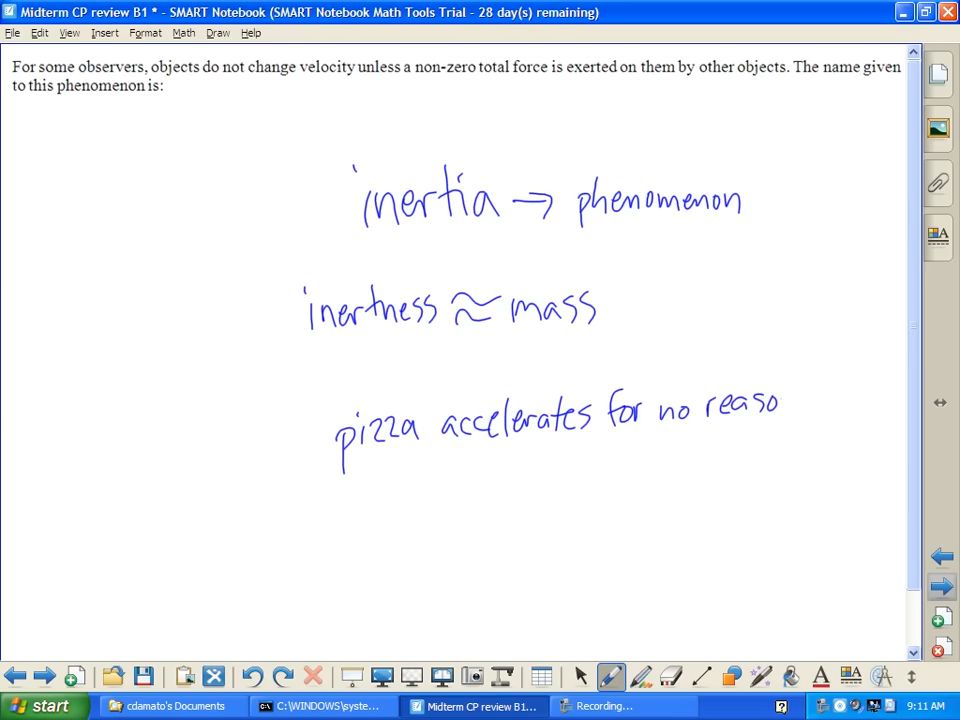 Midterm CP review B1 * - SMART Notebook (SMART Notebook Math Tools Trial - 28 day(s) remaining)
File Edit View Insert Format Math Draw Help
For some observers, objects do not change velocity unless a non-zero total force is exerted on them by other objects. The name given
to this phenomenon is:
inertia → phenomenon
inertness ≈ mass
pizza accelerates for no reaso
start cdamato's Documents C:\WINDOWS\syste... Midterm CP review B1... Recording... 9:11 AM